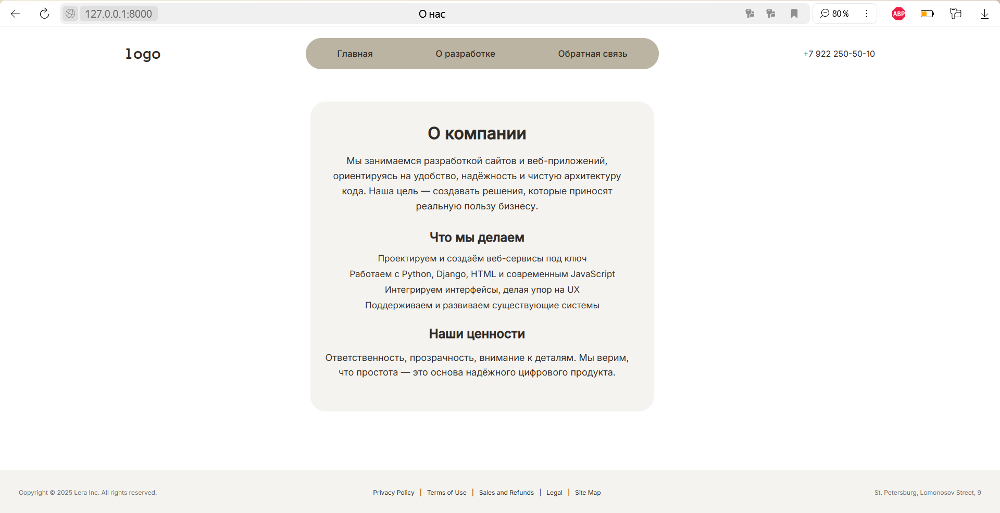 127.0.0.1:8000
О нас
80%
ABP
logo
Главная
О разработке
Обратная связь
+7 922 250-50-10
О компании
Мы занимаемся разработкой сайтов и веб-приложений,
ориентируясь на удобство, надёжность и чистую архитектуру
кода. Наша цель — создавать решения, которые приносят
реальную пользу бизнесу.
Что мы делаем
Проектируем и создаём веб-сервисы под ключ
Работаем с Python, Django, HTML и современным JavaScript
Интегрируем интерфейсы, делая упор на UX
Поддерживаем и развиваем существующие системы
Наши ценности
Ответственность, прозрачность, внимание к деталям. Мы верим,
что простота — это основа надёжного цифрового продукта.
Copyright © 2025 Lera Inc. All rights reserved.
Privacy Policy | Terms of Use | Sales and Refunds | Legal | Site Map
St. Petersburg, Lomonosov Street, 9